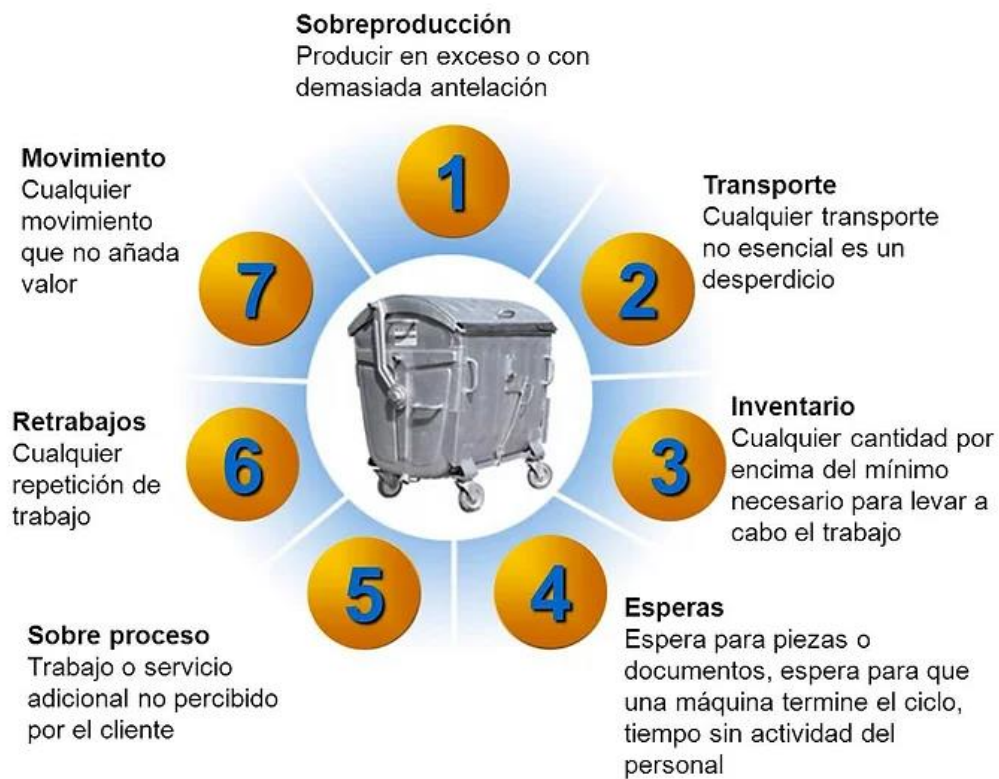 Sobreproducción
Producir en exceso o con
demasiada antelación
1
Transporte
Cualquier transporte
no esencial es un
desperdicio
2
Inventario
Cualquier cantidad por
encima del mínimo
necesario para levar a
cabo el trabajo
3
Esperas
Espera para piezas o
documentos, espera para que
una máquina termine el ciclo,
tiempo sin actividad del
personal
4
Sobre proceso
Trabajo o servicio
adicional no percibido
por el cliente
5
Retrabajos
Cualquier
repetición de
trabajo
6
Movimiento
Cualquier
movimiento
que no añada
valor
7